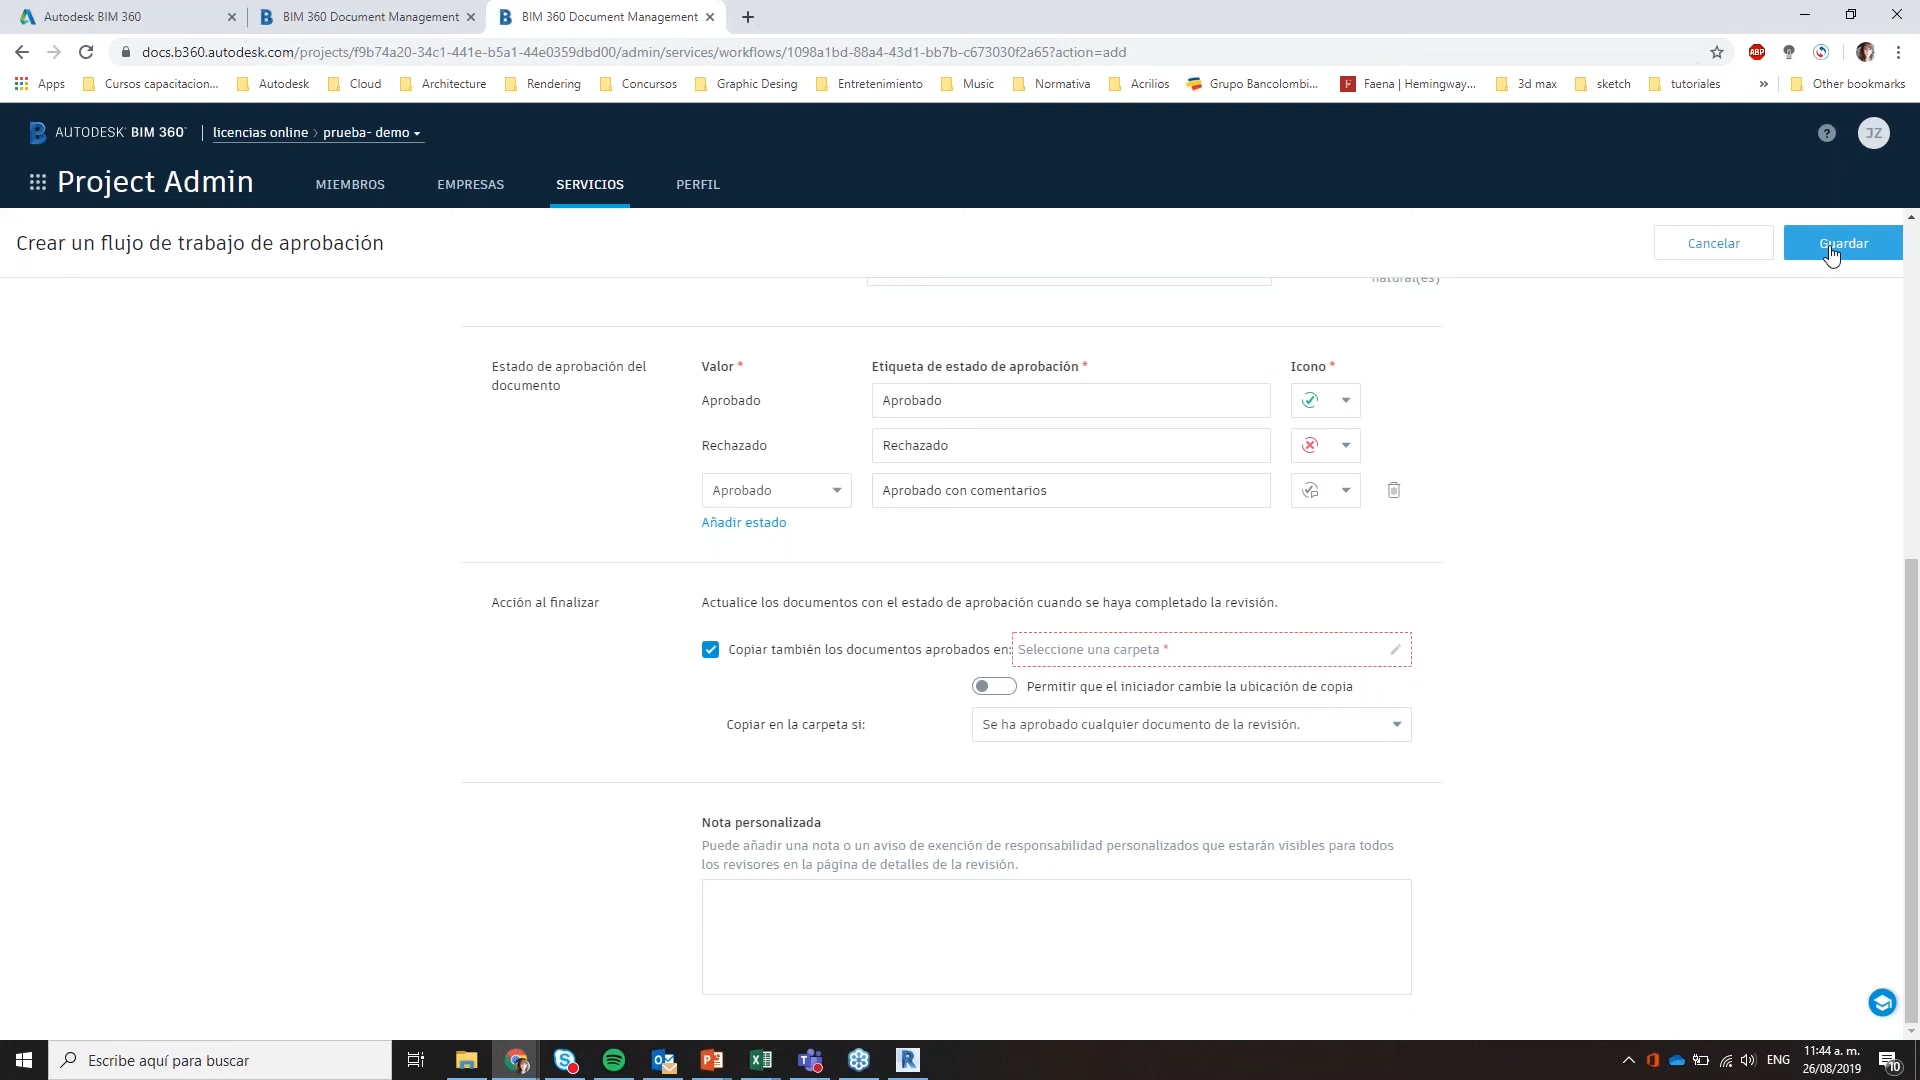 Autodesk BIM 360
BIM 360 Document Management
BIM 360 Document Management
docs.b360.autodesk.com/projects/f9b74a20-34c1-441e-b5a1-44e0359dbd00/admin/services/workflows/1098a1bd-88a4-43d1-bb7b-c673030f2a65?action=add
ABP
Apps
Cursos capacitacion...
Autodesk
Cloud
Architecture
Rendering
Concursos
Graphic Desing
Entretenimiento
Music
Normativa
Acrilios
Grupo Bancolombi...
Faena | Hemingway...
3d max
sketch
tutoriales
»
Other bookmarks
AUTODESK BIM 360
licencias online > prueba- demo
?
JZ
Project Admin
MIEMBROS
EMPRESAS
SERVICIOS
PERFIL
Crear un flujo de trabajo de aprobación
Cancelar
Guardar
natural(es)
Estado de aprobación del
documento
Valor *
Etiqueta de estado de aprobación *
Icono *
Aprobado
Aprobado
Rechazado
Rechazado
Aprobado
Aprobado con comentarios
Añadir estado
Acción al finalizar
Actualice los documentos con el estado de aprobación cuando se haya completado la revisión.
Copiar también los documentos aprobados en:
Seleccione una carpeta *
Permitir que el iniciador cambie la ubicación de copia
Copiar en la carpeta si:
Se ha aprobado cualquier documento de la revisión.
Nota personalizada
Puede añadir una nota o un aviso de exención de responsabilidad personalizados que estarán visibles para todos
los revisores en la página de detalles de la revisión.
Escribe aquí para buscar
ENG
11:44 a. m.
26/08/2019
10